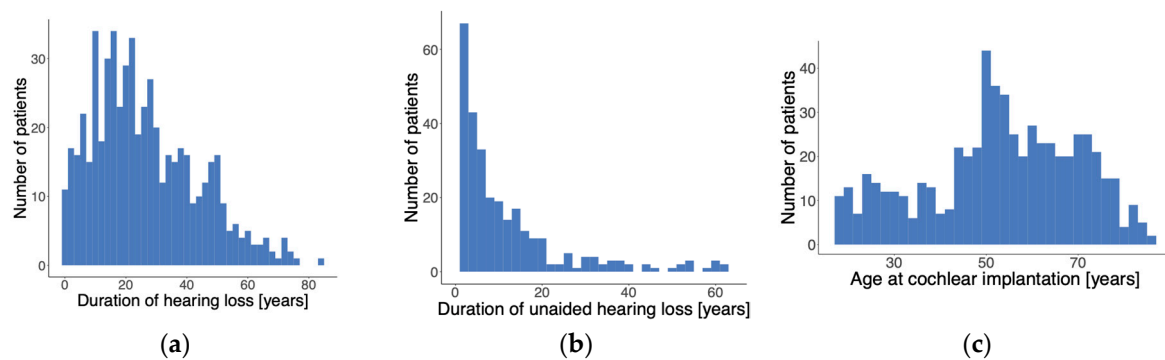 Number of patients
30
20
10
0
0 20 40 60 80
Duration of hearing loss [years]
(a)
Number of patients
60
40
20
0
0 20 40 60
Duration of unaided hearing loss [years]
(b)
Number of patients
40
30
20
10
0
30 50 70
Age at cochlear implantation [years]
(c)